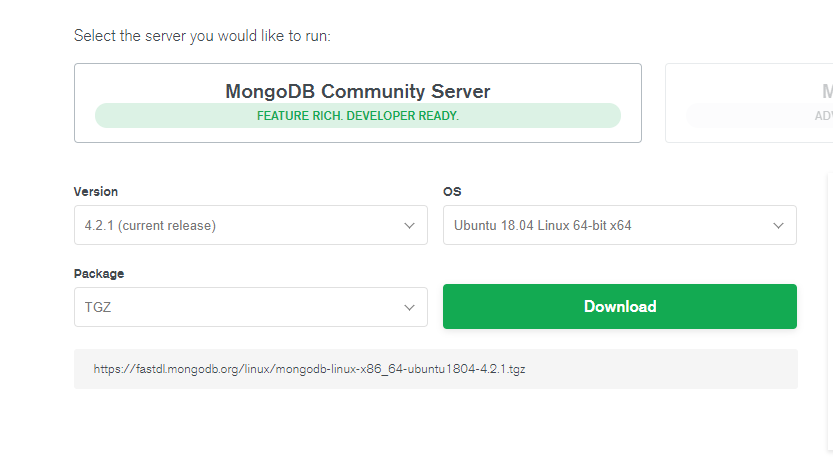 Select the server you would like to run:
MongoDB Community Server
FEATURE RICH. DEVELOPER READY.
M
ADV
Version
OS
4.2.1 (current release)
Ubuntu 18.04 Linux 64-bit x64
Package
TGZ
Download
https://fastdl.mongodb.org/linux/mongodb-linux-x86_64-ubuntu1804-4.2.1.tgz